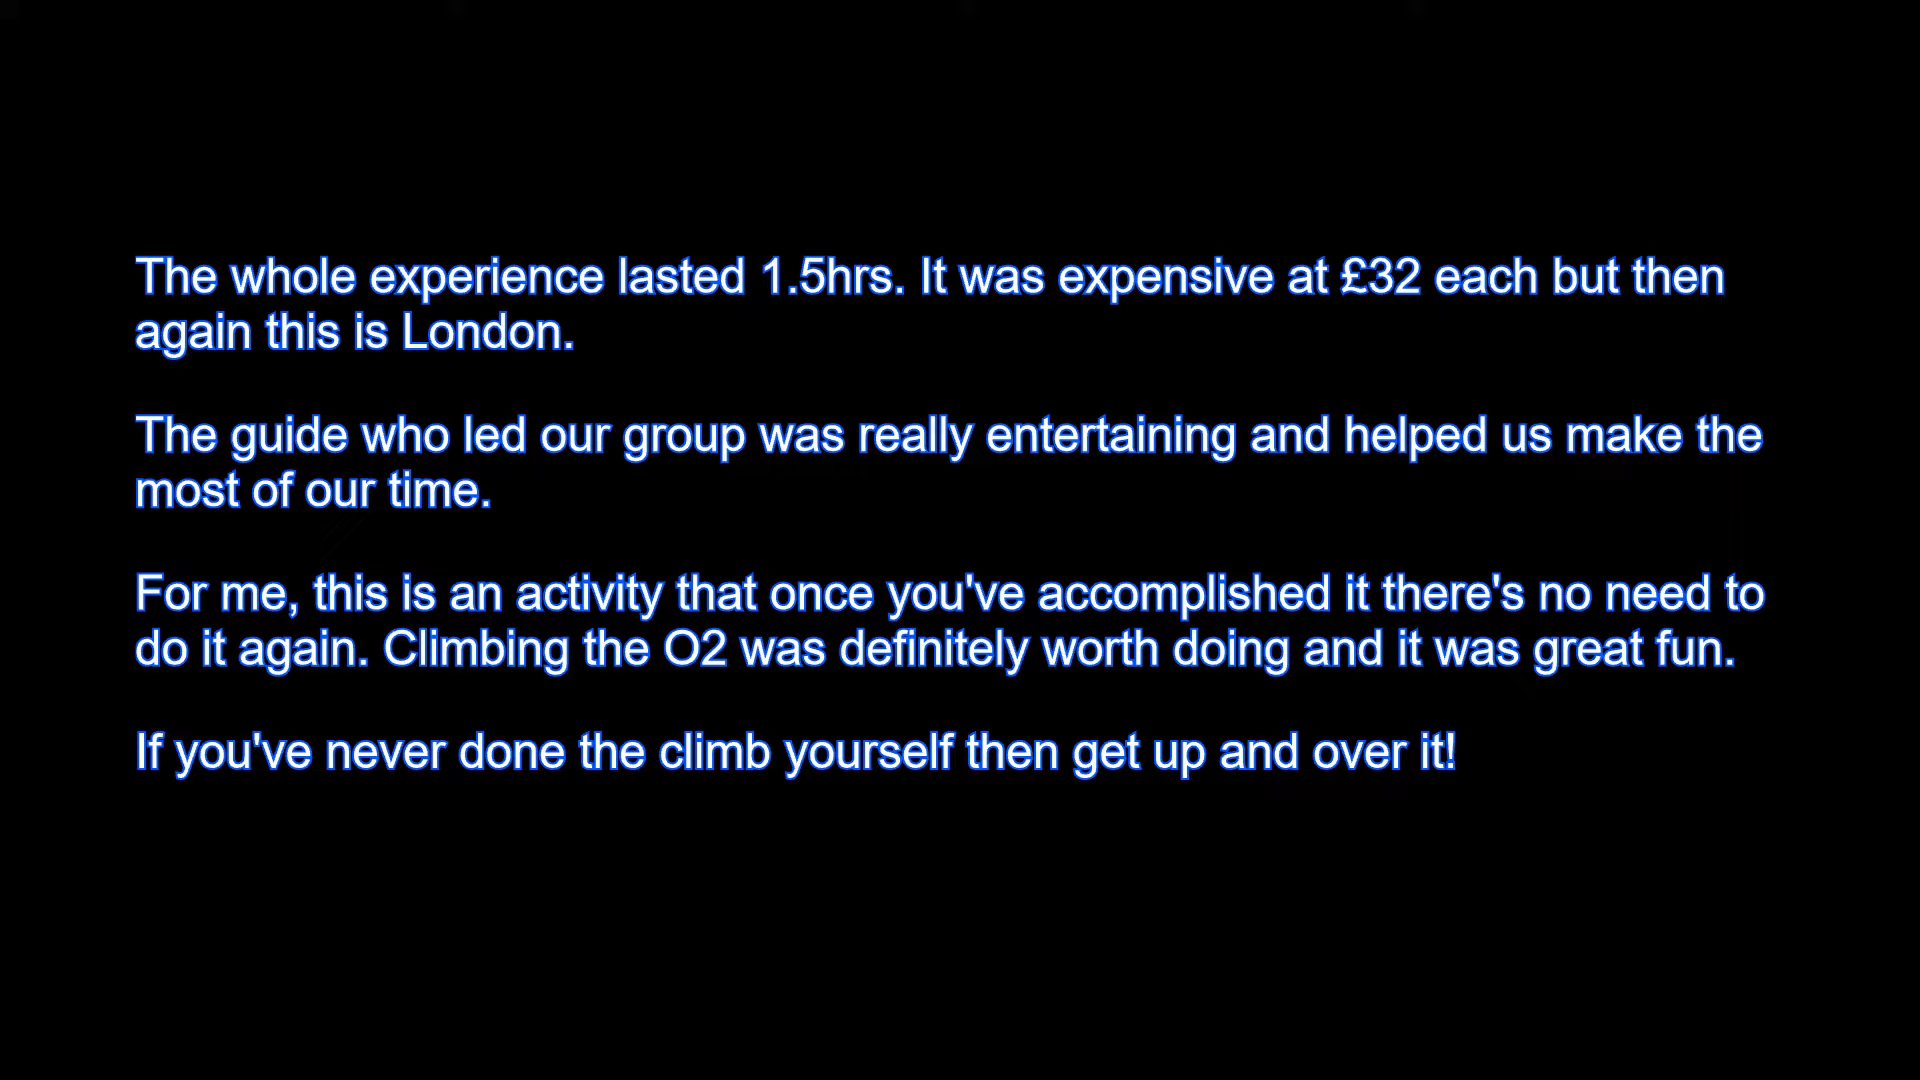 The whole experience lasted 1.5hrs. It was expensive at £32 each but then
again this is London.
The guide who led our group was really entertaining and helped us make the
most of our time.
For me, this is an activity that once you've accomplished it there's no need to
do it again. Climbing the O2 was definitely worth doing and it was great fun.
If you've never done the climb yourself then get up and over it!